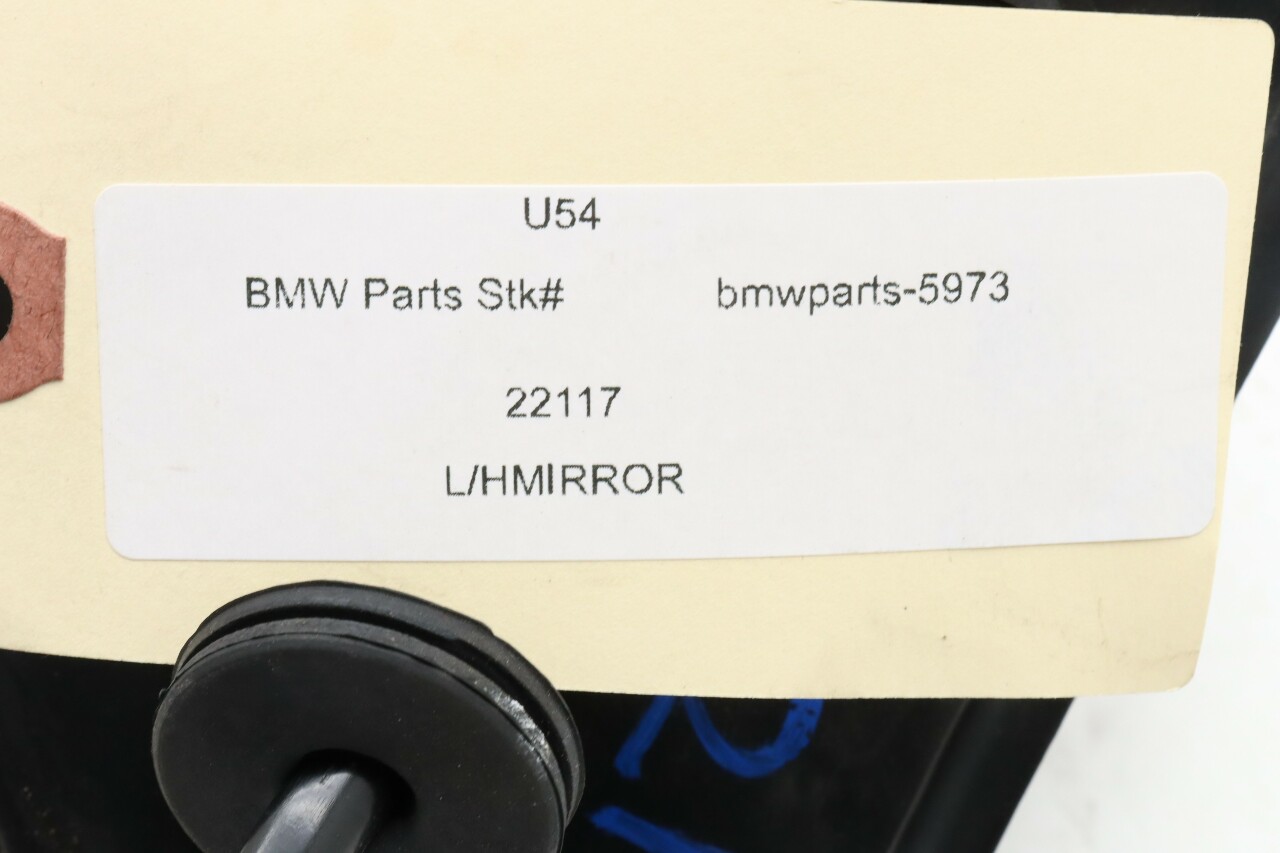 U54
BMW Parts Stk# bmwparts-5973
22117
L/HMIRROR